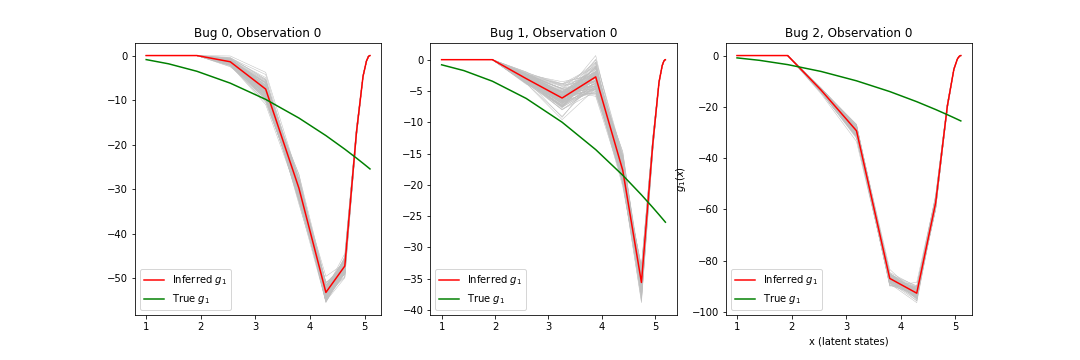 Bug 0, Observation 0
0
−10
−20
−30
−40
−50
1 2 3 4 5
Inferred g₁
True g₁
Bug 1, Observation 0
0
−5
−10
−15
−20
−25
−30
−35
−40
1 2 3 4 5
Inferred g₁
True g₁
Bug 2, Observation 0
g₁(x)
0
−20
−40
−60
−80
−100
1 2 3 4 5
x (latent states)
Inferred g₁
True g₁